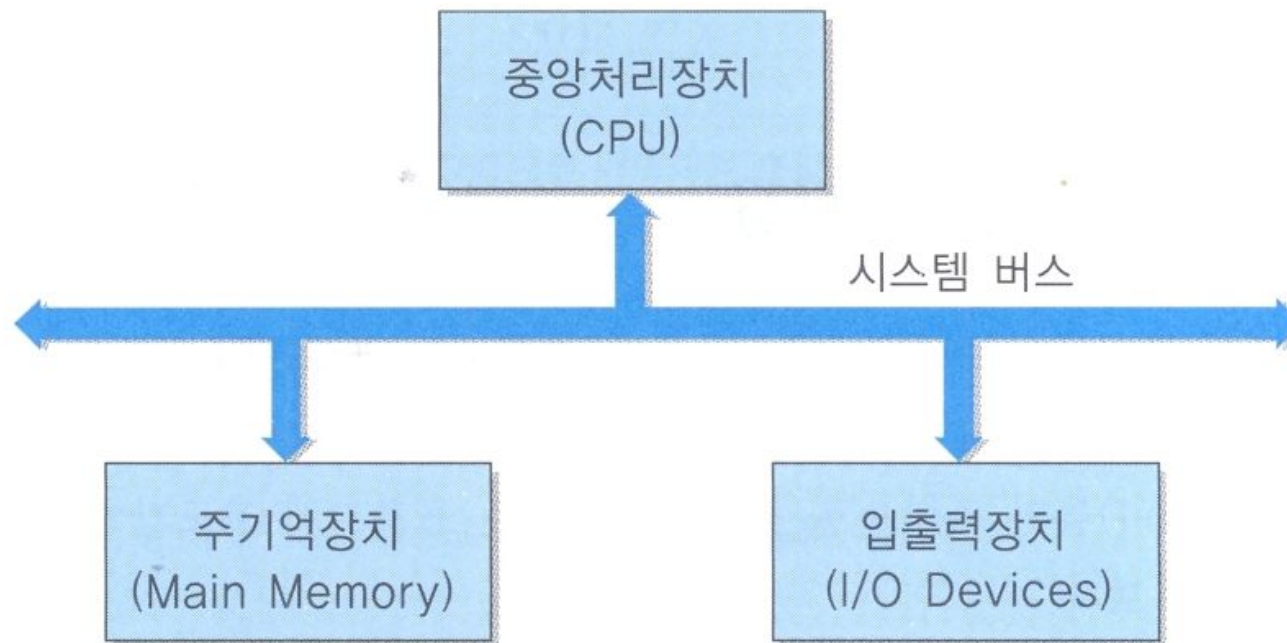 중앙처리장치
(CPU)
시스템 버스
주기억장치
(Main Memory)
입출력장치
(I/O Devices)